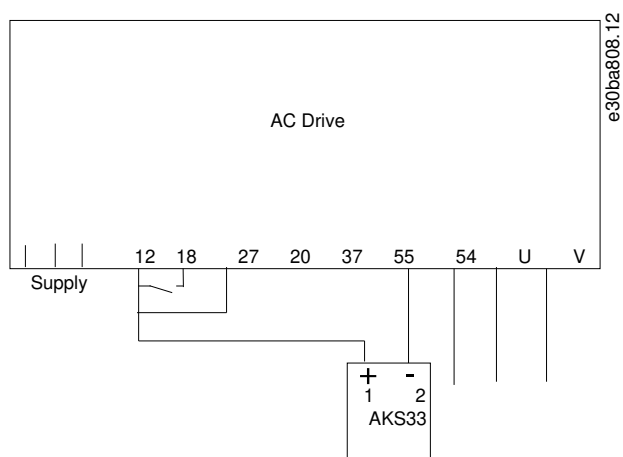 e30ba808.12
AC Drive
12 18 27 20 37 55 54 U V
Supply
+ -
1 2
AKS33